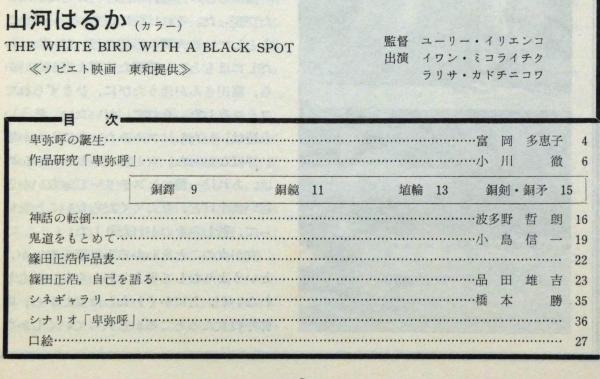 山河はるか (カラー)
THE WHITE BIRD WITH A BLACK SPOT
≪ソビエト映画 東和提供≫
監督 ユーリー・イリエンコ
出演 イワン・ミコライチク
ラリサ・カドチニコワ
目次
卑弥呼の誕生……富岡多恵子 4
作品研究「卑弥呼」……小川徹 6
銅鐸 9 銅鏡 11 埴輪 13 銅剣・銅矛 15
神話の転倒……波多野哲朗 16
鬼道をもとめて……小島信一 19
篠田正浩作品表……22
篠田正浩，自己を語る……品田雄吉 23
シネギャラリー……橋本勝 35
シナリオ「卑弥呼」……36
口絵……27